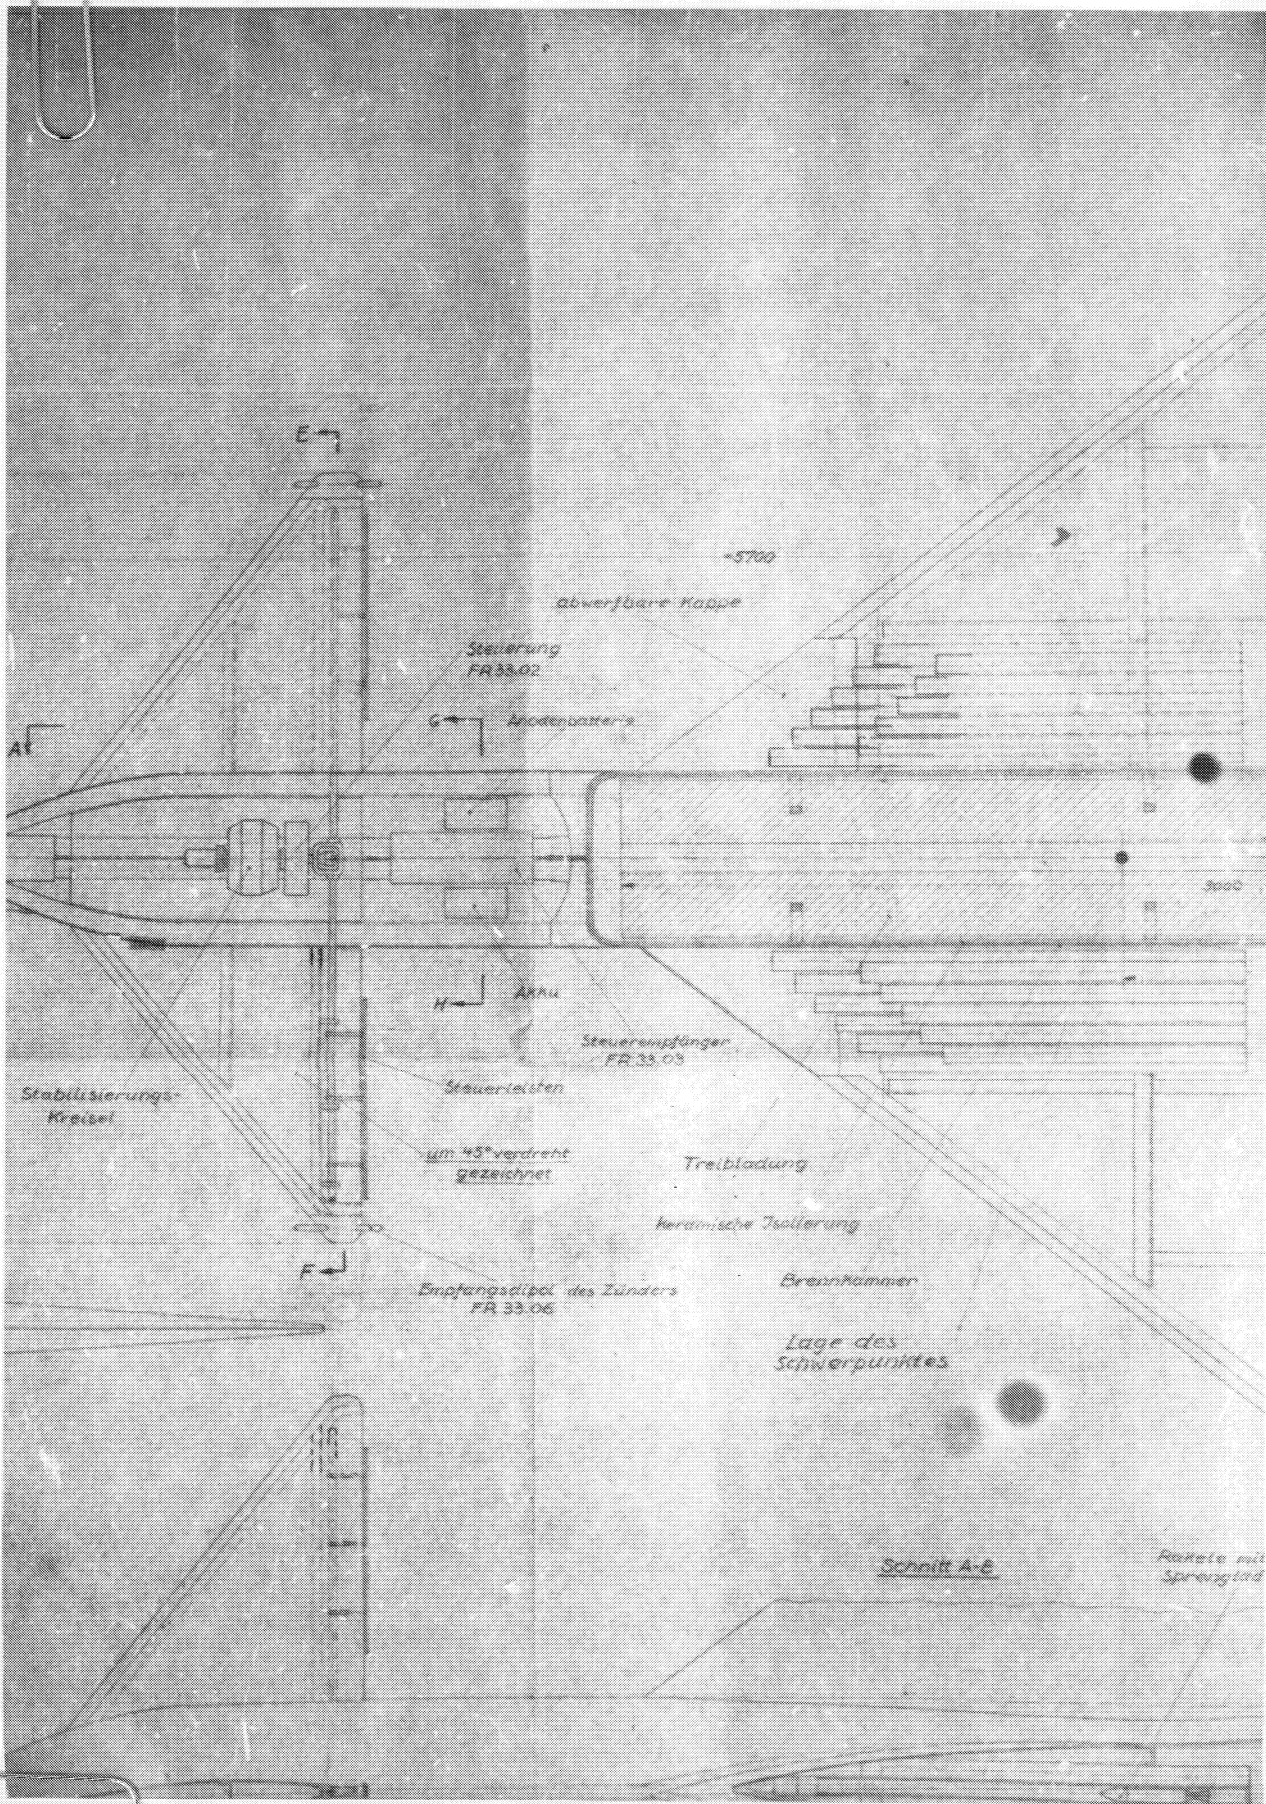 E
≈5700
abwerfbare Kappe
Steuerung
FR 33.02
G
Anodenbatterie
A
3000
H
Akku
Steuerempfänger
FR 33.03
Steuerleisten
Stabilisierungs-
Kreisel
um 45° verdreht
gezeichnet
Treibladung
keramische Isolierung
F
Empfangsdipol des Zünders
FR 33.06
Brennkammer
Lage des
Schwerpunktes
Schnitt A-B
Rakete mit
Sprenglad